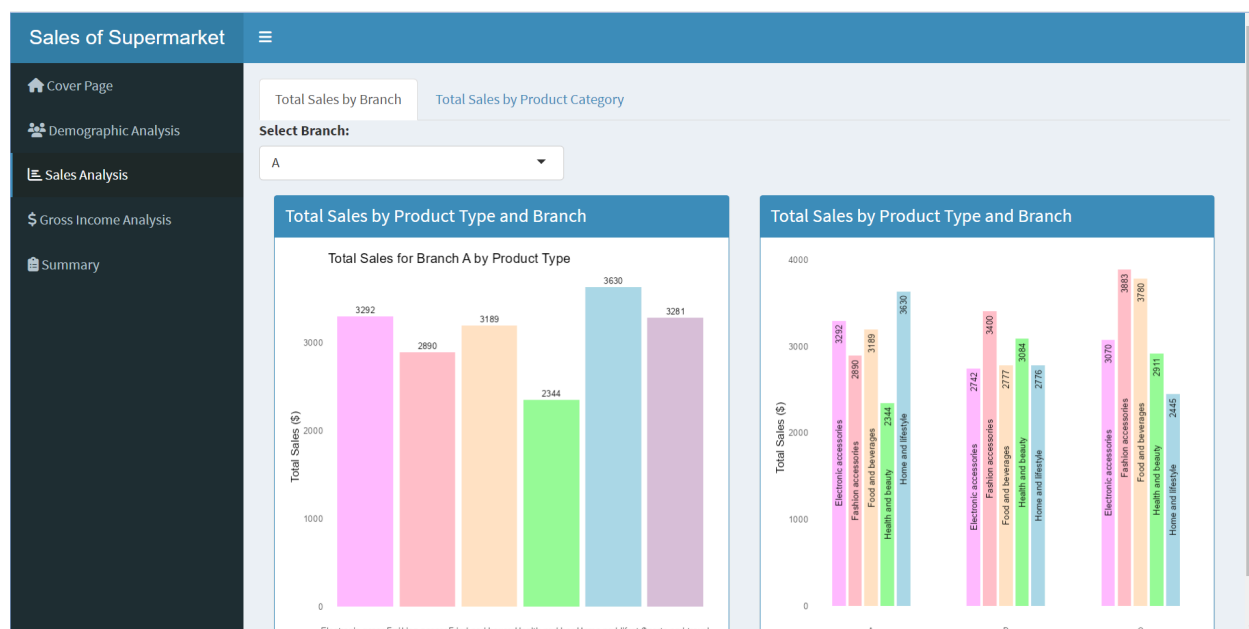 Sales of Supermarket
Cover Page
Demographic Analysis
Sales Analysis
Gross Income Analysis
Summary
Total Sales by Branch
Total Sales by Product Category
Select Branch:
A
Total Sales by Product Type and Branch
Total Sales for Branch A by Product Type
Total Sales ($)
3000
2000
1000
0
3292
2890
3189
2344
3630
3281
Total Sales by Product Type and Branch
Total Sales ($)
4000
3000
2000
1000
0
3292
Electronic accessories
2890
Fashion accessories
3189
Food and beverages
2344
Health and beauty
3630
Home and lifestyle
2742
Electronic accessories
3400
Fashion accessories
2777
Food and beverages
3084
Health and beauty
2776
Home and lifestyle
3070
Electronic accessories
3883
Fashion accessories
3780
Food and beverages
2911
Health and beauty
2445
Home and lifestyle